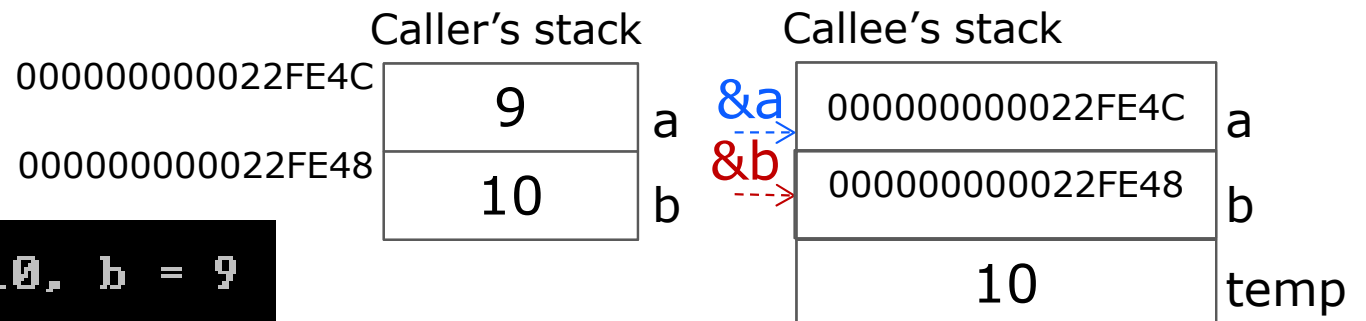 Caller's stack
Callee's stack
000000000022FE4C
9
a
&a
000000000022FE4C
a
000000000022FE48
10
b
&b
000000000022FE48
b
0, b = 9
10
temp